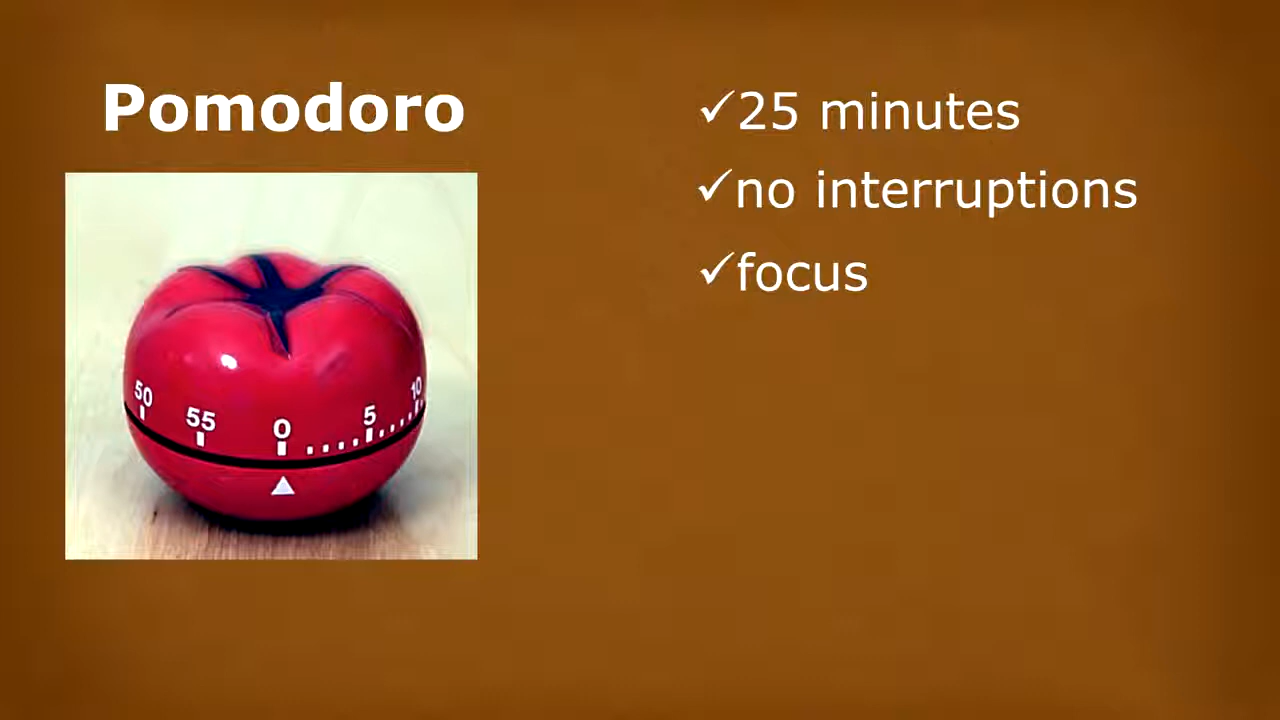 Pomodoro
✓25 minutes
✓no interruptions
✓focus
50 55 0 5 10